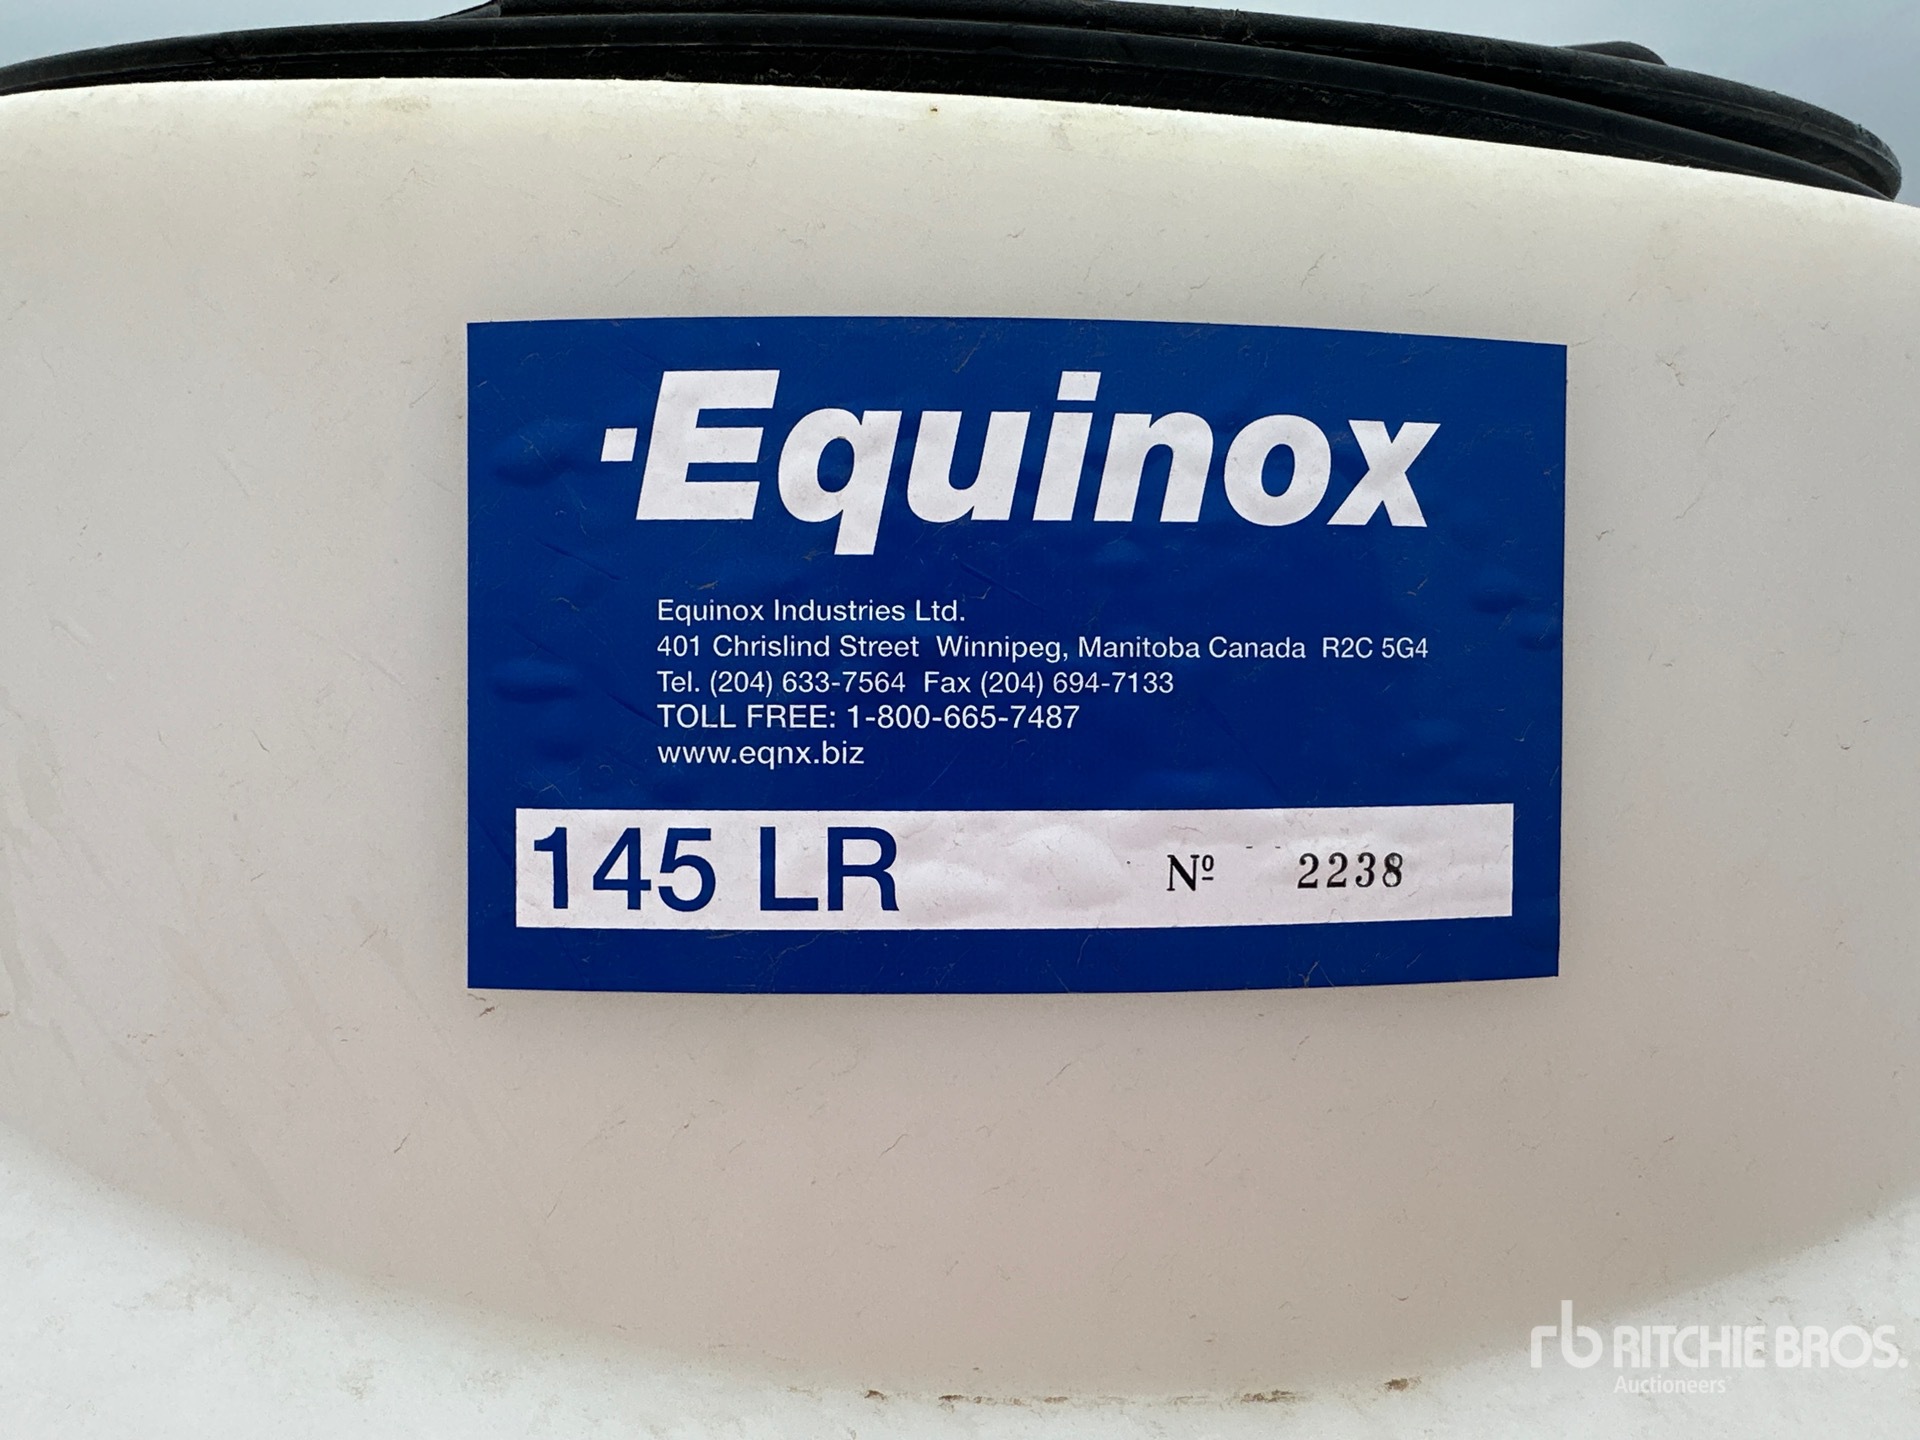 Equinox
Equinox Industries Ltd.
401 Chrislind Street Winnipeg, Manitoba Canada R2C 5G4
Tel. (204) 633-7564 Fax (204) 694-7133
TOLL FREE: 1-800-665-7487
www.eqnx.biz
145 LR Nº 2238
rb RITCHIE BROS.
Auctioneers